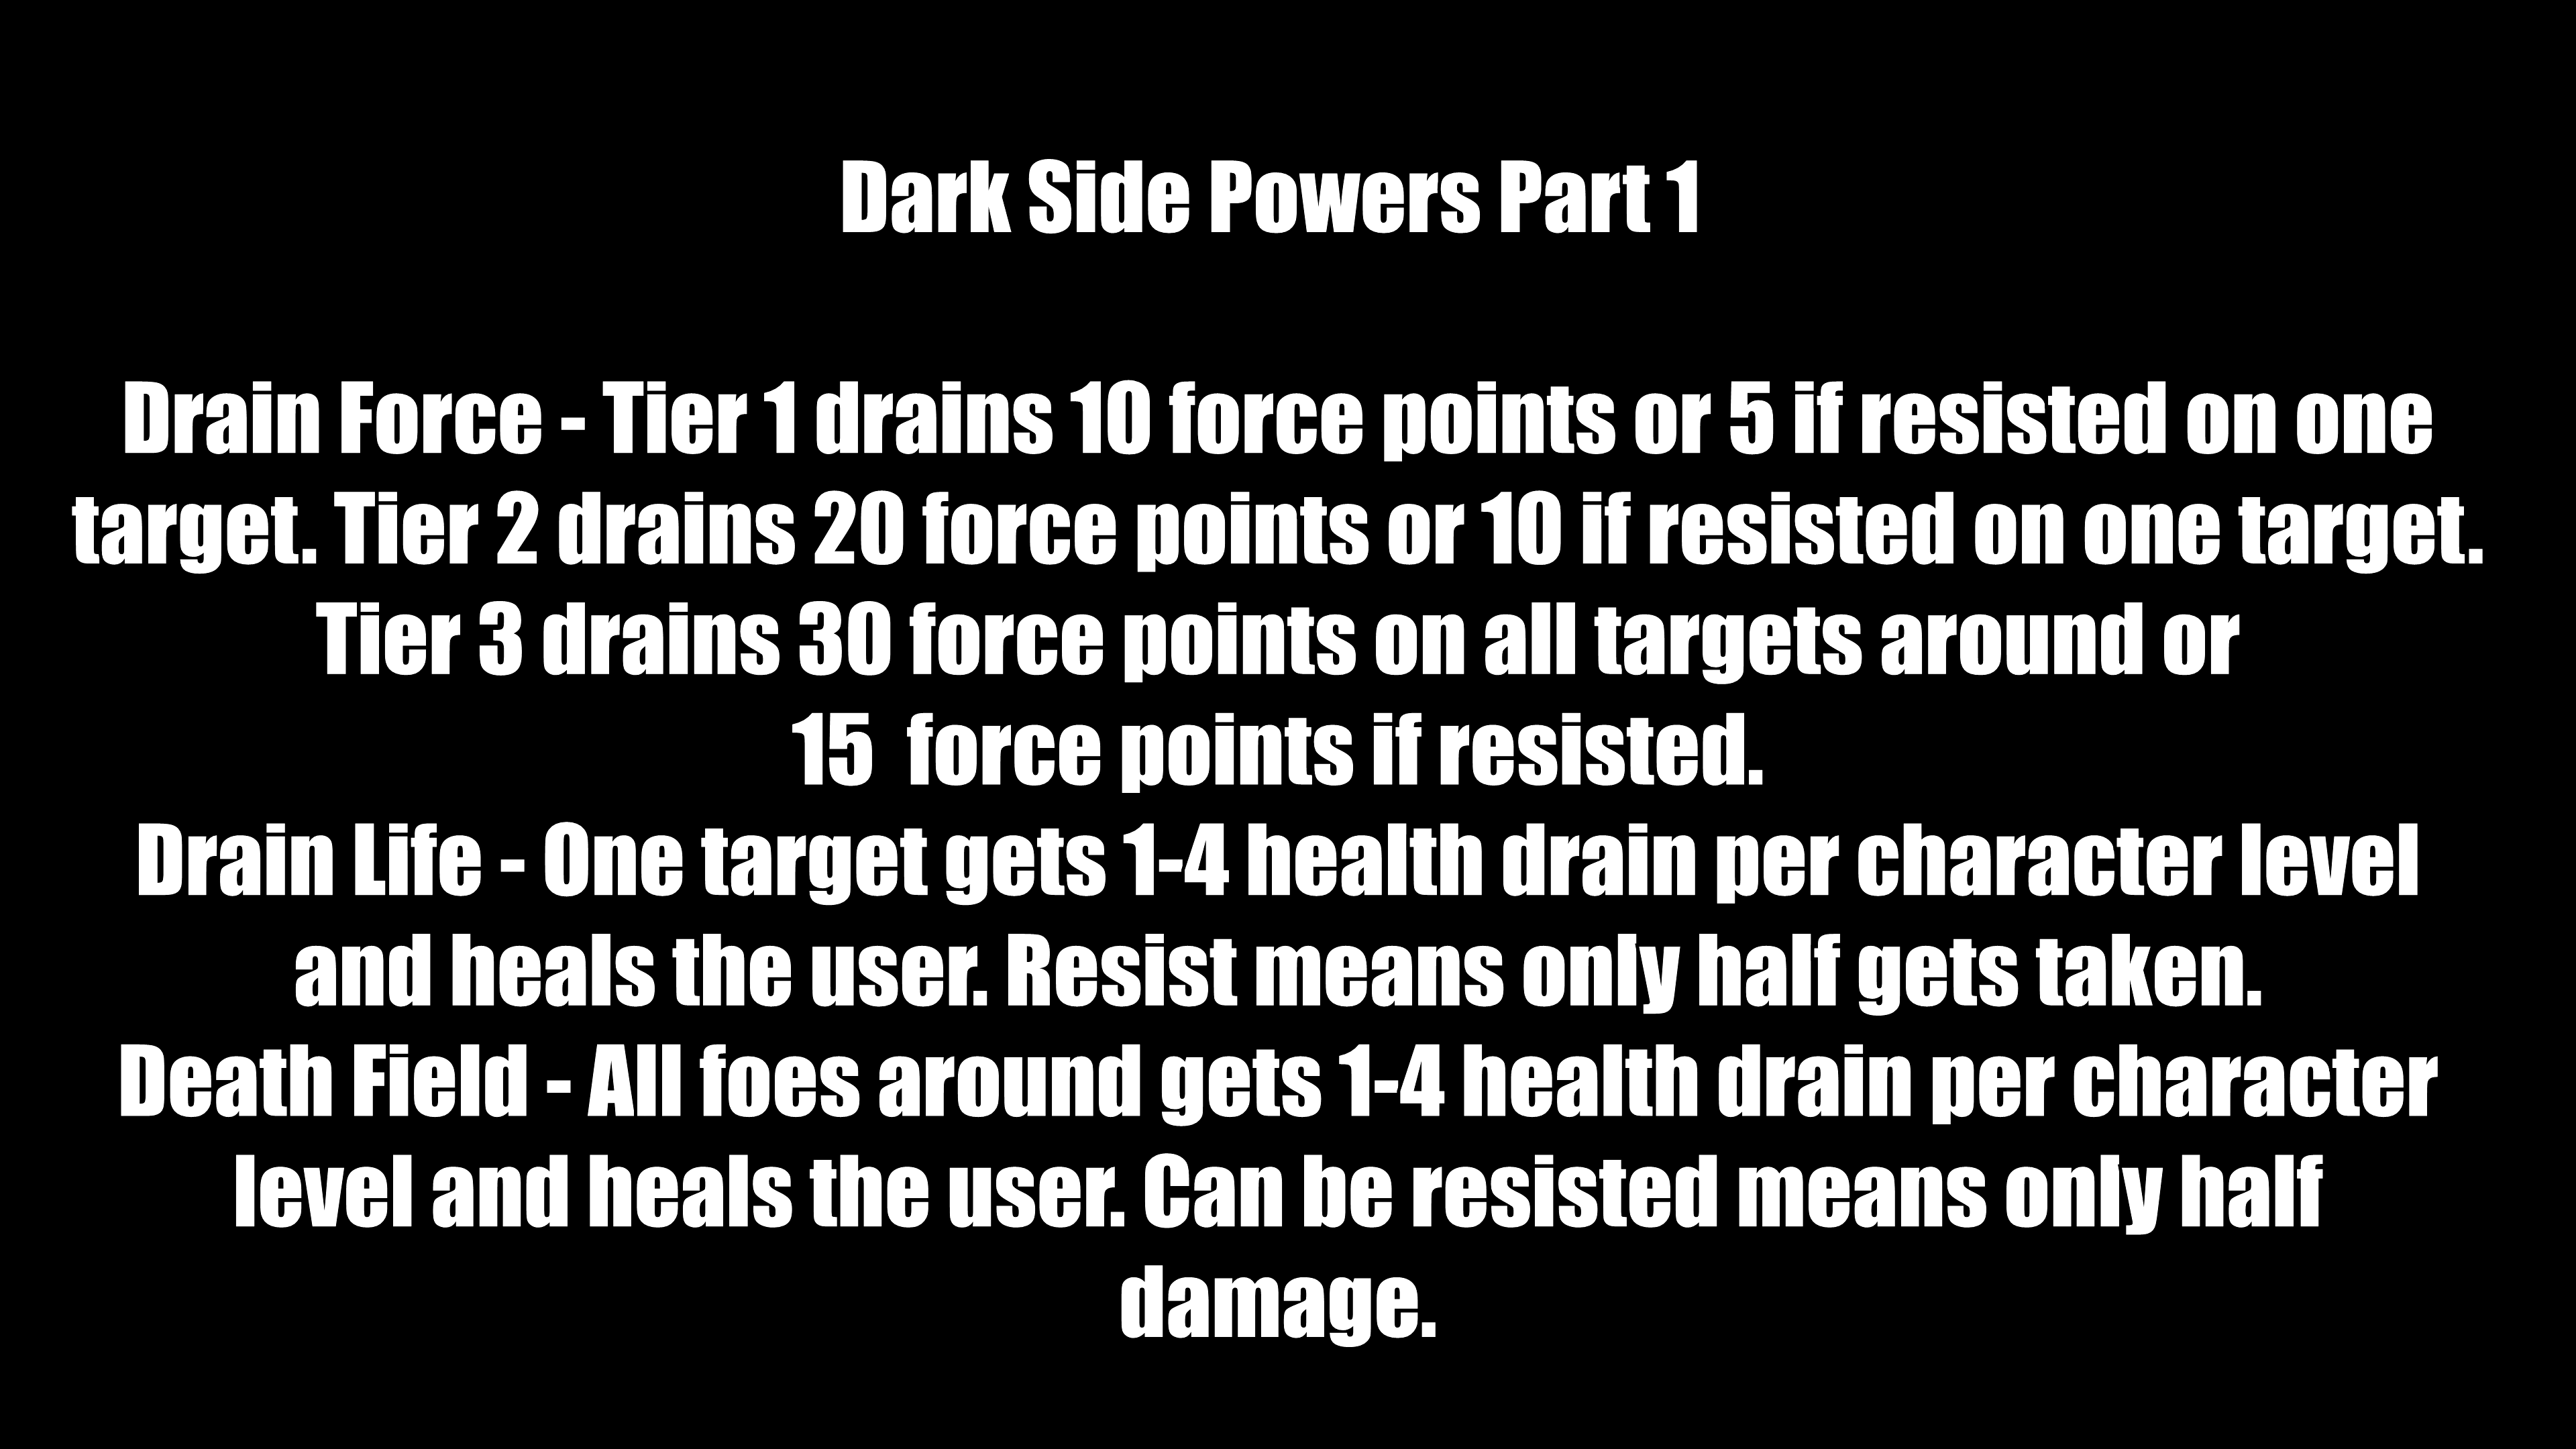 Dark Side Powers Part 1
Drain Force - Tier 1 drains 10 force points or 5 if resisted on one
target. Tier 2 drains 20 force points or 10 if resisted on one target.
Tier 3 drains 30 force points on all targets around or
15  force points if resisted.
Drain Life - One target gets 1-4 health drain per character level
and heals the user. Resist means only half gets taken.
Death Field - All foes around gets 1-4 health drain per character
level and heals the user. Can be resisted means only half
damage.